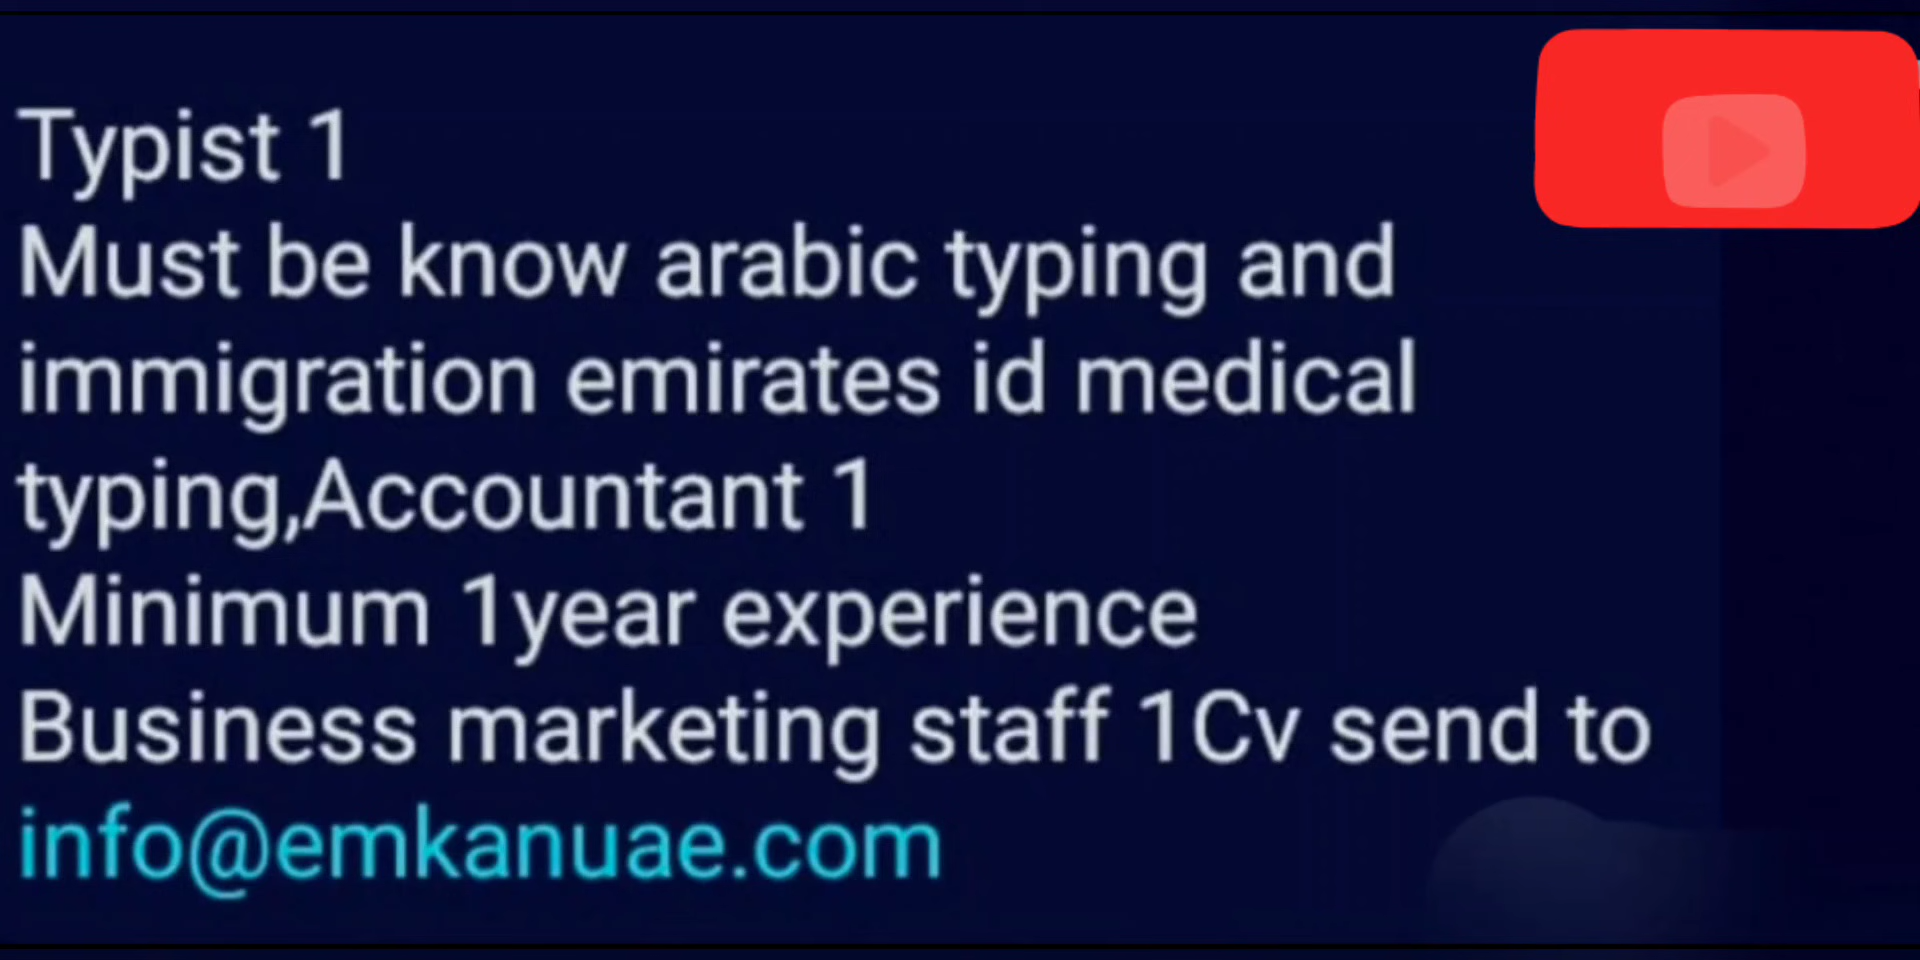 Typist 1
Must be know arabic typing and
immigration emirates id medical
typing,Accountant 1
Minimum 1year experience
Business marketing staff 1Cv send to
info@emkanuae.com